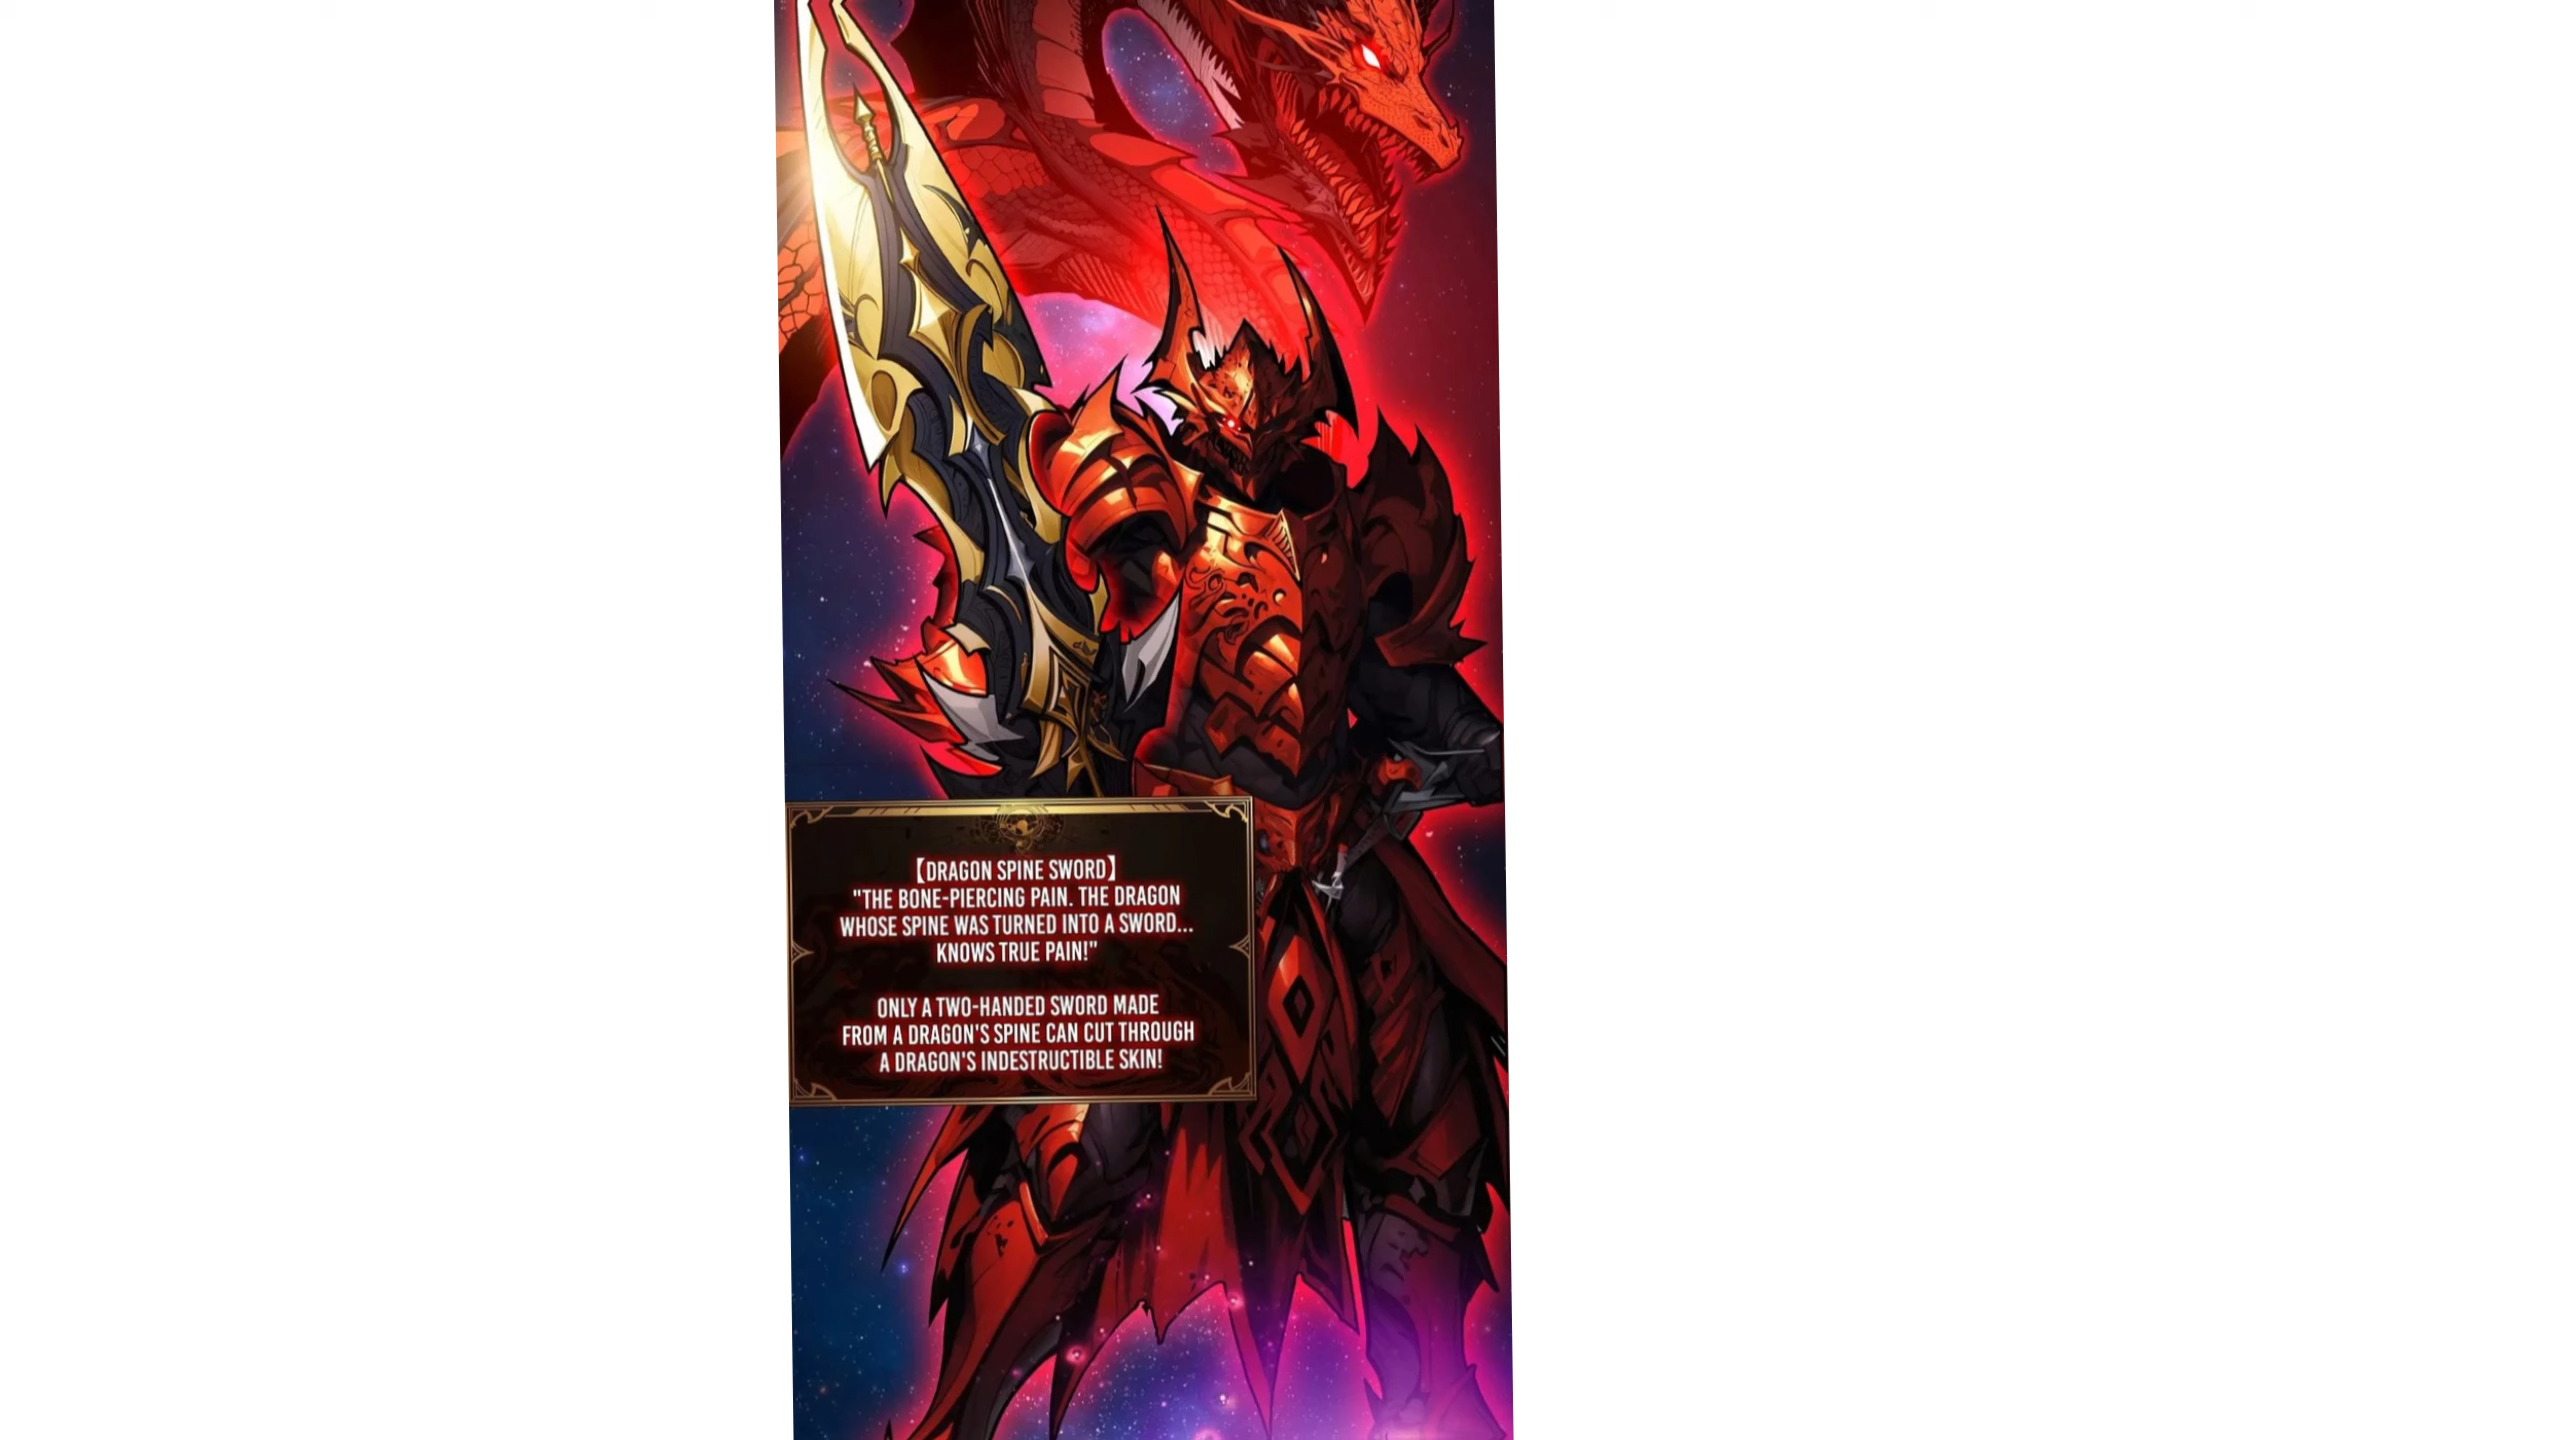 【DRAGON SPINE SWORD】
"THE BONE-PIERCING PAIN. THE DRAGON
WHOSE SPINE WAS TURNED INTO A SWORD...
KNOWS TRUE PAIN!"
ONLY A TWO-HANDED SWORD MADE
FROM A DRAGON'S SPINE CAN CUT THROUGH
A DRAGON'S INDESTRUCTIBLE SKIN!